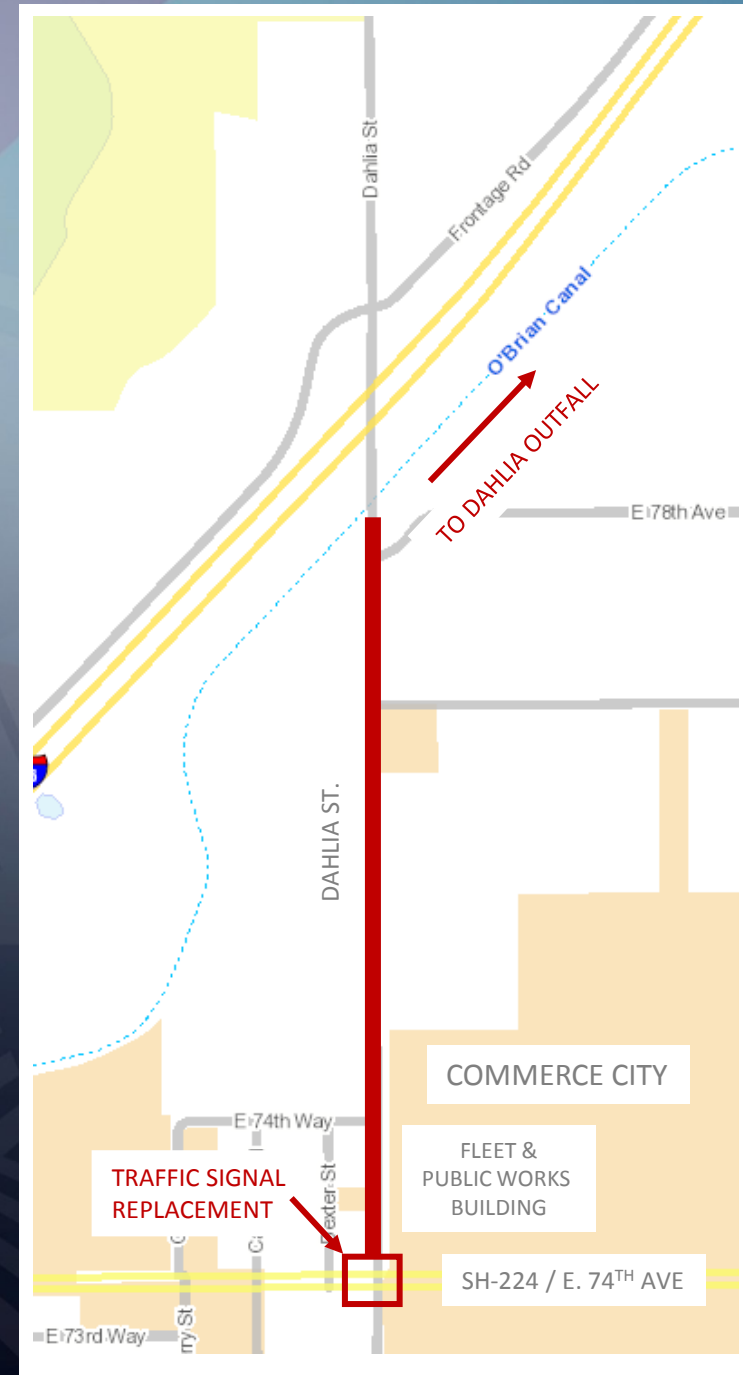 Dahlia St
Frontage Rd
O'Brian Canal
TO DAHLIA OUTFALL
E 78th Ave
DAHLIA ST.
COMMERCE CITY
E 74th Way
FLEET &
PUBLIC WORKS
BUILDING
TRAFFIC SIGNAL
REPLACEMENT
Dexter St
SH-224 / E. 74TH AVE
E 73rd Way